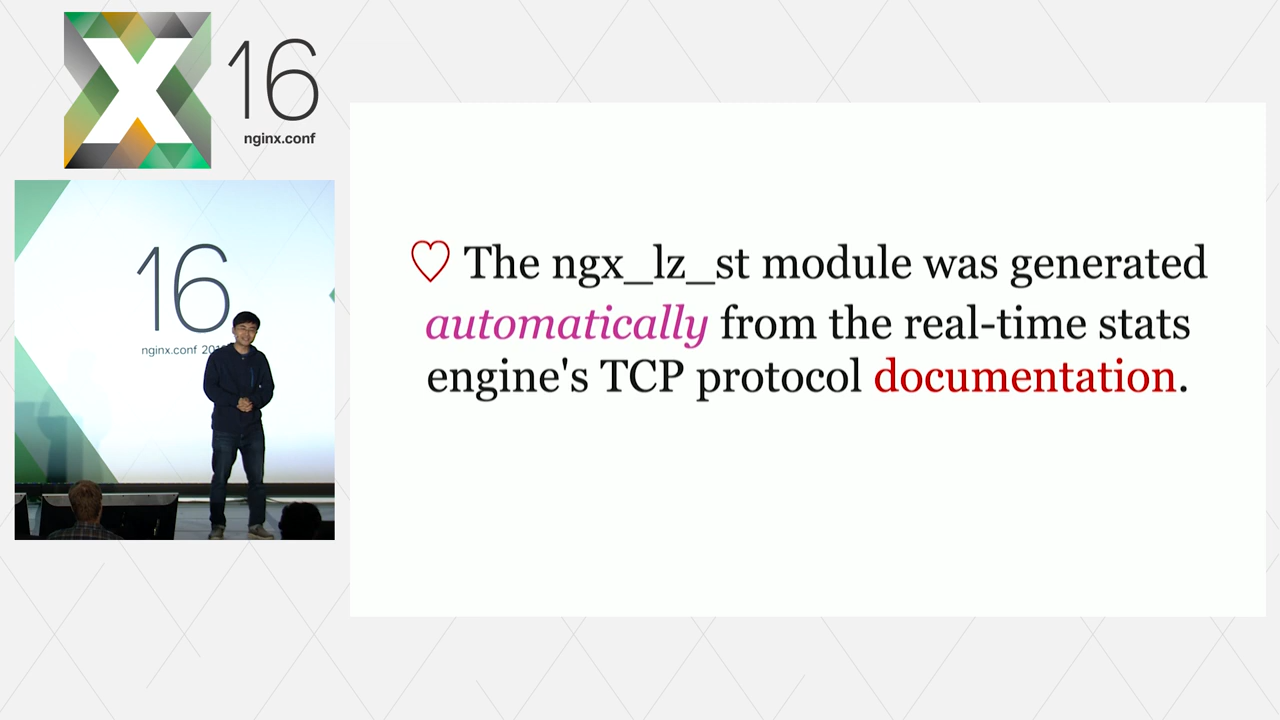 X 16
nginx.conf
16
nginx.conf 201
♡ The ngx_lz_st module was generated
automatically from the real-time stats
engine's TCP protocol documentation.